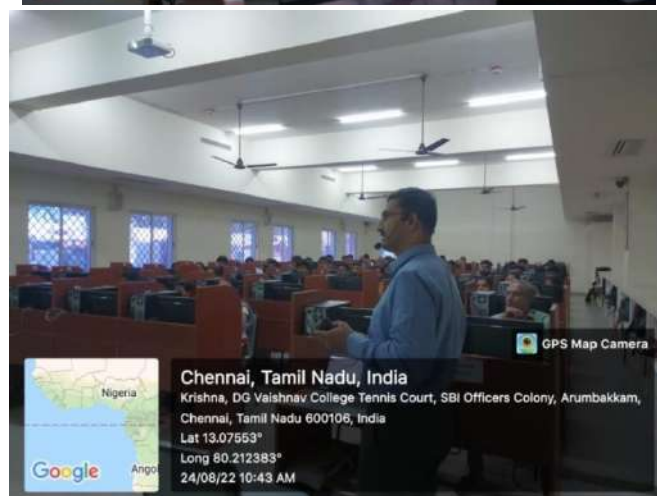 GPS Map Camera
Nigeria
Angol
Google
Chennai, Tamil Nadu, India
Krishna, DG Vaishnav College Tennis Court, SBI Officers Colony, Arumbakkam,
Chennai, Tamil Nadu 600106, India
Lat 13.07553°
Long 80.212383°
24/08/22 10:43 AM